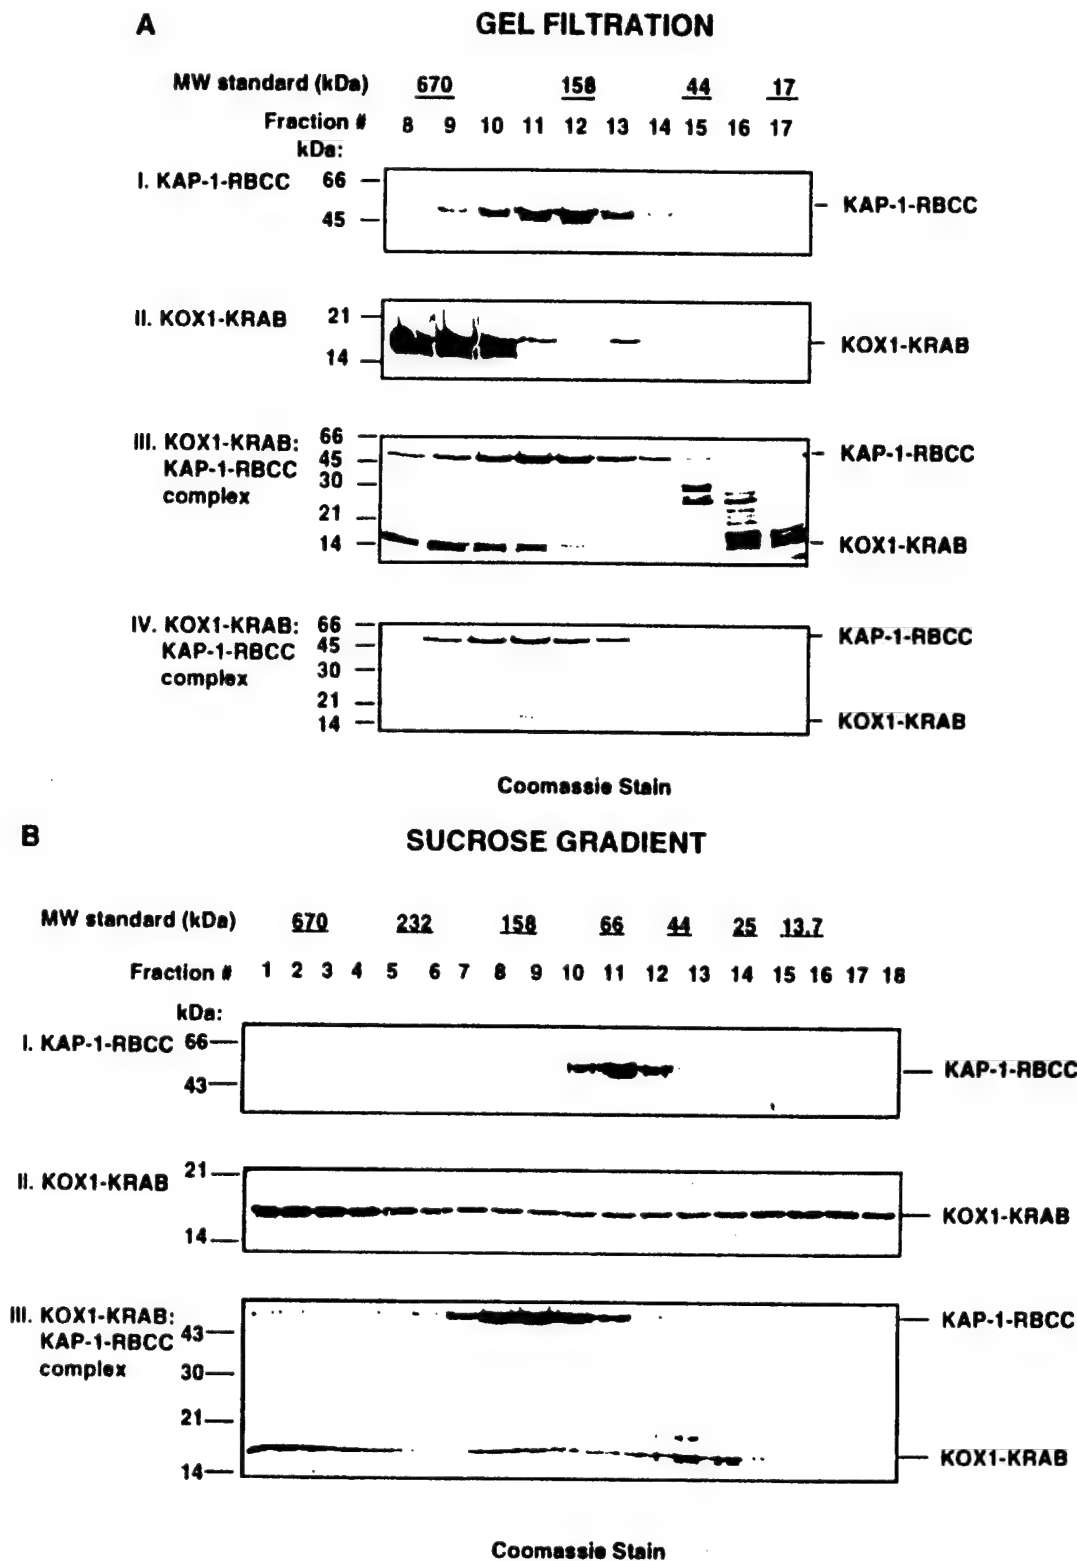 A
GEL FILTRATION
MW standard (kDa) 670 158 44 17
Fraction # 8 9 10 11 12 13 14 15 16 17
kDa:
I. KAP-1-RBCC 66 KAP-1-RBCC
45
II. KOX1-KRAB 21 KOX1-KRAB
14
III. KOX1-KRAB: 66 KAP-1-RBCC
KAP-1-RBCC 45
complex 30
21
14 KOX1-KRAB
IV. KOX1-KRAB: 66 KAP-1-RBCC
KAP-1-RBCC 45
complex 30
21
14 KOX1-KRAB
Coomassie Stain
B
SUCROSE GRADIENT
MW standard (kDa) 670 232 158 66 44 25 13.7
Fraction # 1 2 3 4 5 6 7 8 9 10 11 12 13 14 15 16 17 18
kDa:
I. KAP-1-RBCC 66 KAP-1-RBCC
43
II. KOX1-KRAB 21 KOX1-KRAB
14
III. KOX1-KRAB: KAP-1-RBCC
KAP-1-RBCC 43
complex 30
21
14 KOX1-KRAB
Coomassie Stain